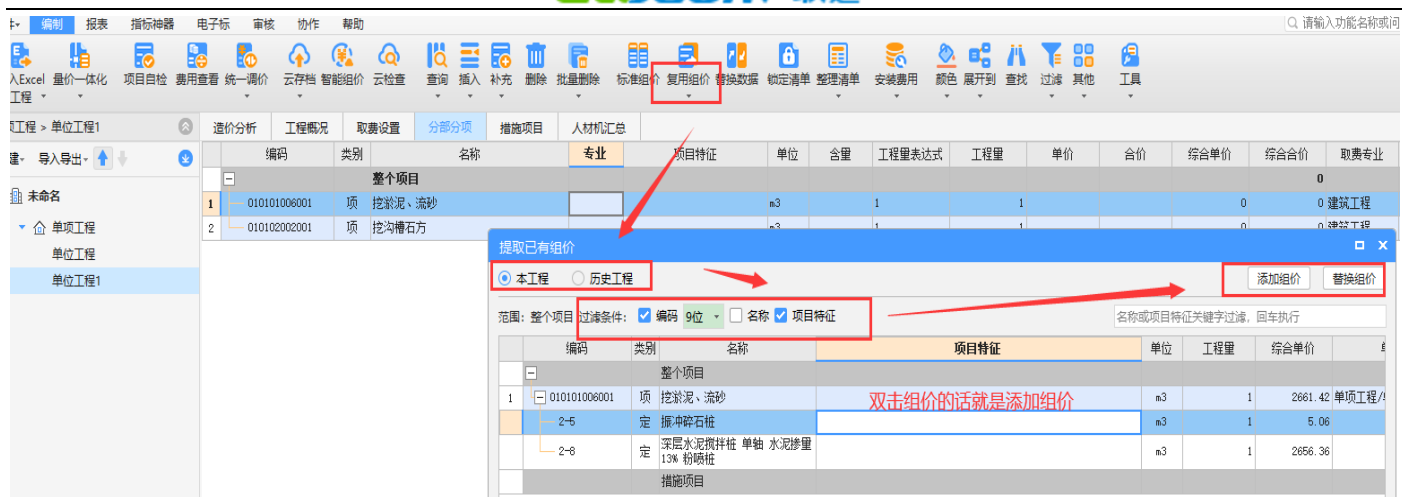 编制 报表 指标神器 电子标 审核 协作 帮助
请输入功能名称或问
入Excel 量价一体化 项目自检 费用查看 统一调价 云存档 智能组价 云检查 查询 插入 补充 删除 批量删除 标准组价 复用组价 替换数据 锁定清单 整理清单 安装费用 颜色 展开到 查找 过滤 其他 工具
工程
项工程 > 单位工程1
造价分析 工程概况 取费设置 分部分项 措施项目 人材机汇总
建 导入导出
编码 类别 名称 专业 项目特征 单位 含量 工程量表达式 工程量 单价 合价 综合单价 综合合价 取费专业
整个项目 0
未命名
1 010101006001 项 挖淤泥、流砂 m3 1 1 0 0 建筑工程
单项工程
2 010102002001 项 挖沟槽石方 m3 1 1 0 0 建筑工程
单位工程
单位工程1
提取已有组价
本工程 历史工程
添加组价 替换组价
范围: 整个项目 过滤条件: 编码 9位 名称 项目特征
名称或项目特征关键字过滤, 回车执行
编码 类别 名称 项目特征 单位 工程量 综合单价
整个项目
1 010101006001 项 挖淤泥、流砂 m3 1 2661.42 单项工程/
双击组价的话就是添加组价
2-5 定 振冲碎石桩 m3 1 5.06
2-8 定 深层水泥搅拌桩 单轴 水泥掺量 m3 1 2656.36
13% 粉喷桩
措施项目